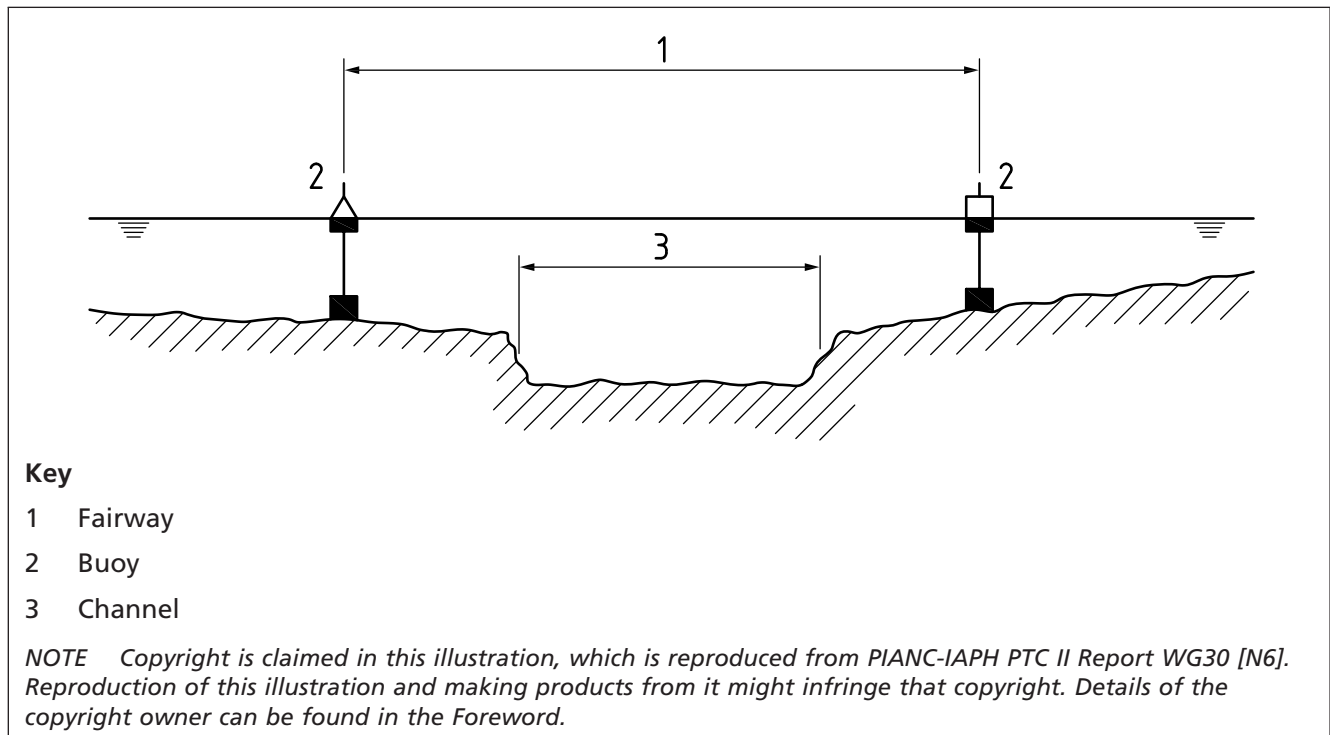 1
2
2
3
Key
1 Fairway
2 Buoy
3 Channel
NOTE Copyright is claimed in this illustration, which is reproduced from PIANC-IAPH PTC II Report WG30 [N6].
Reproduction of this illustration and making products from it might infringe that copyright. Details of the
copyright owner can be found in the Foreword.